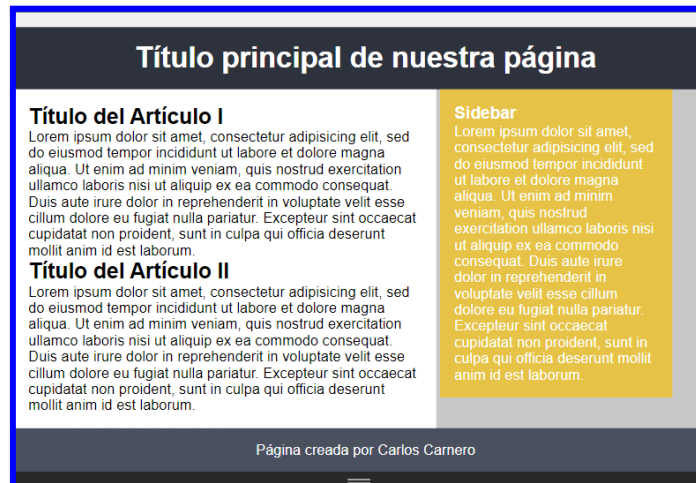 Título principal de nuestra página
Título del Artículo I
Lorem ipsum dolor sit amet, consectetur adipisicing elit, sed
do eiusmod tempor incididunt ut labore et dolore magna
aliqua. Ut enim ad minim veniam, quis nostrud exercitation
ullamco laboris nisi ut aliquip ex ea commodo consequat.
Duis aute irure dolor in reprehenderit in voluptate velit esse
cillum dolore eu fugiat nulla pariatur. Excepteur sint occaecat
cupidatat non proident, sunt in culpa qui officia deserunt
mollit anim id est laborum.
Título del Artículo II
Lorem ipsum dolor sit amet, consectetur adipisicing elit, sed
do eiusmod tempor incididunt ut labore et dolore magna
aliqua. Ut enim ad minim veniam, quis nostrud exercitation
ullamco laboris nisi ut aliquip ex ea commodo consequat.
Duis aute irure dolor in reprehenderit in voluptate velit esse
cillum dolore eu fugiat nulla pariatur. Excepteur sint occaecat
cupidatat non proident, sunt in culpa qui officia deserunt
mollit anim id est laborum.
Sidebar
Lorem ipsum dolor sit amet,
consectetur adipisicing elit, sed
do eiusmod tempor incididunt
ut labore et dolore magna
aliqua. Ut enim ad minim
veniam, quis nostrud
exercitation ullamco laboris nisi
ut aliquip ex ea commodo
consequat. Duis aute irure
dolor in reprehenderit in
voluptate velit esse cillum
dolore eu fugiat nulla pariatur.
Excepteur sint occaecat
cupidatat non proident, sunt in
culpa qui officia deserunt mollit
anim id est laborum.
Página creada por Carlos Carnero